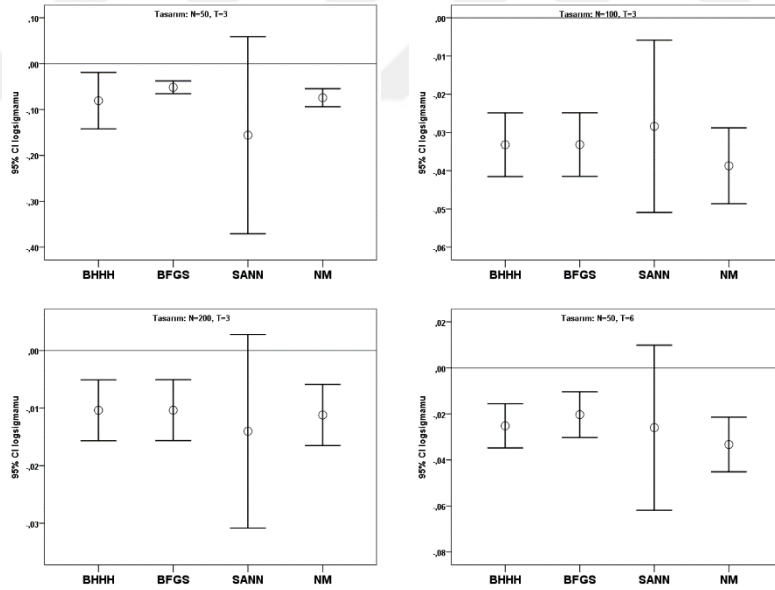 Tasarım: N=50, T=3
95% CI logsigmamu
,10
,00
-,10
-,20
-,30
-,40
BHHH BFGS SANN NM
Tasarım: N=100, T=3
95% CI logsigmamu
,00
-,01
-,02
-,03
-,04
-,05
-,06
BHHH BFGS SANN NM
Tasarım: N=200, T=3
95% CI logsigmamu
,00
-,01
-,02
-,03
BHHH BFGS SANN NM
Tasarım: N=50, T=6
95% CI logsigmamu
,02
,00
-,02
-,04
-,06
-,08
BHHH BFGS SANN NM